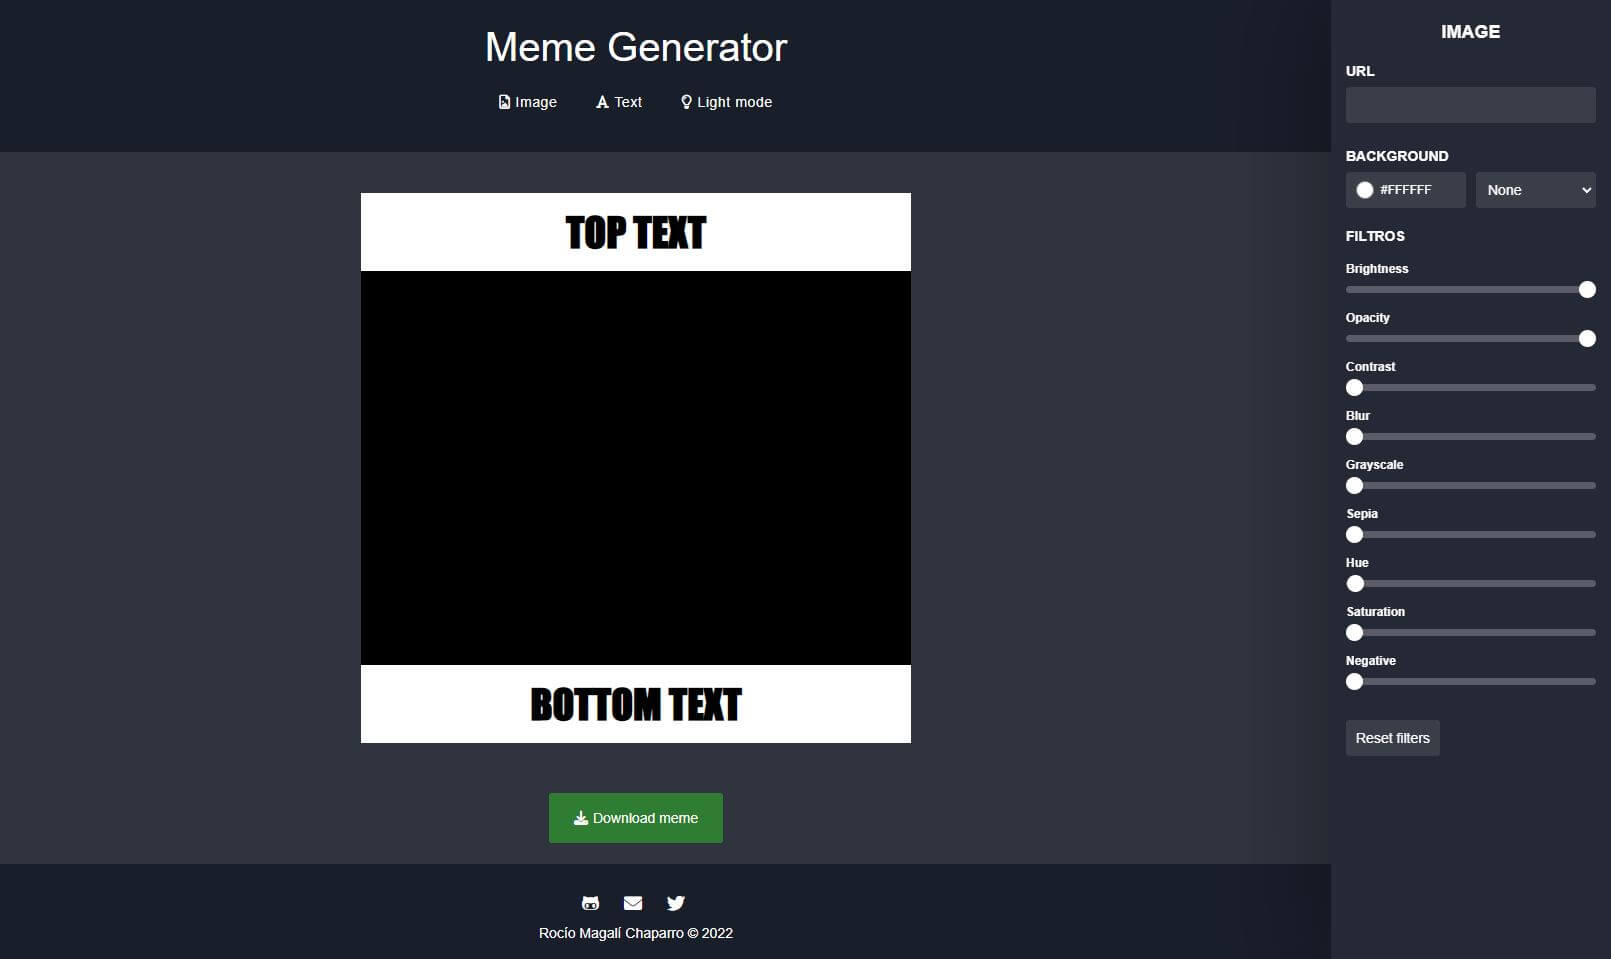 Meme Generator
Image Text Light mode
TOP TEXT
BOTTOM TEXT
Download meme
Rocío Magalí Chaparro © 2022
IMAGE
URL
BACKGROUND
#FFFFFF None
FILTROS
Brightness
Opacity
Contrast
Blur
Grayscale
Sepia
Hue
Saturation
Negative
Reset filters